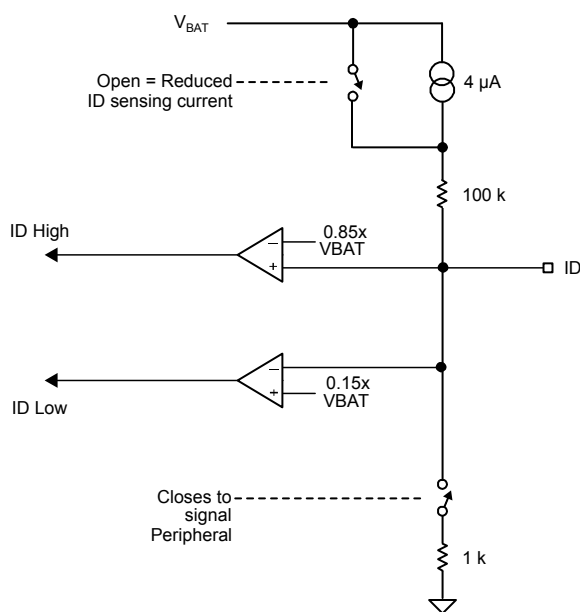 V_BAT
Open = Reduced
ID sensing current
4 µA
100 k
ID High
0.85x
VBAT
−
+
ID
ID Low
−
+
0.15x
VBAT
Closes to
signal
Peripheral
1 k